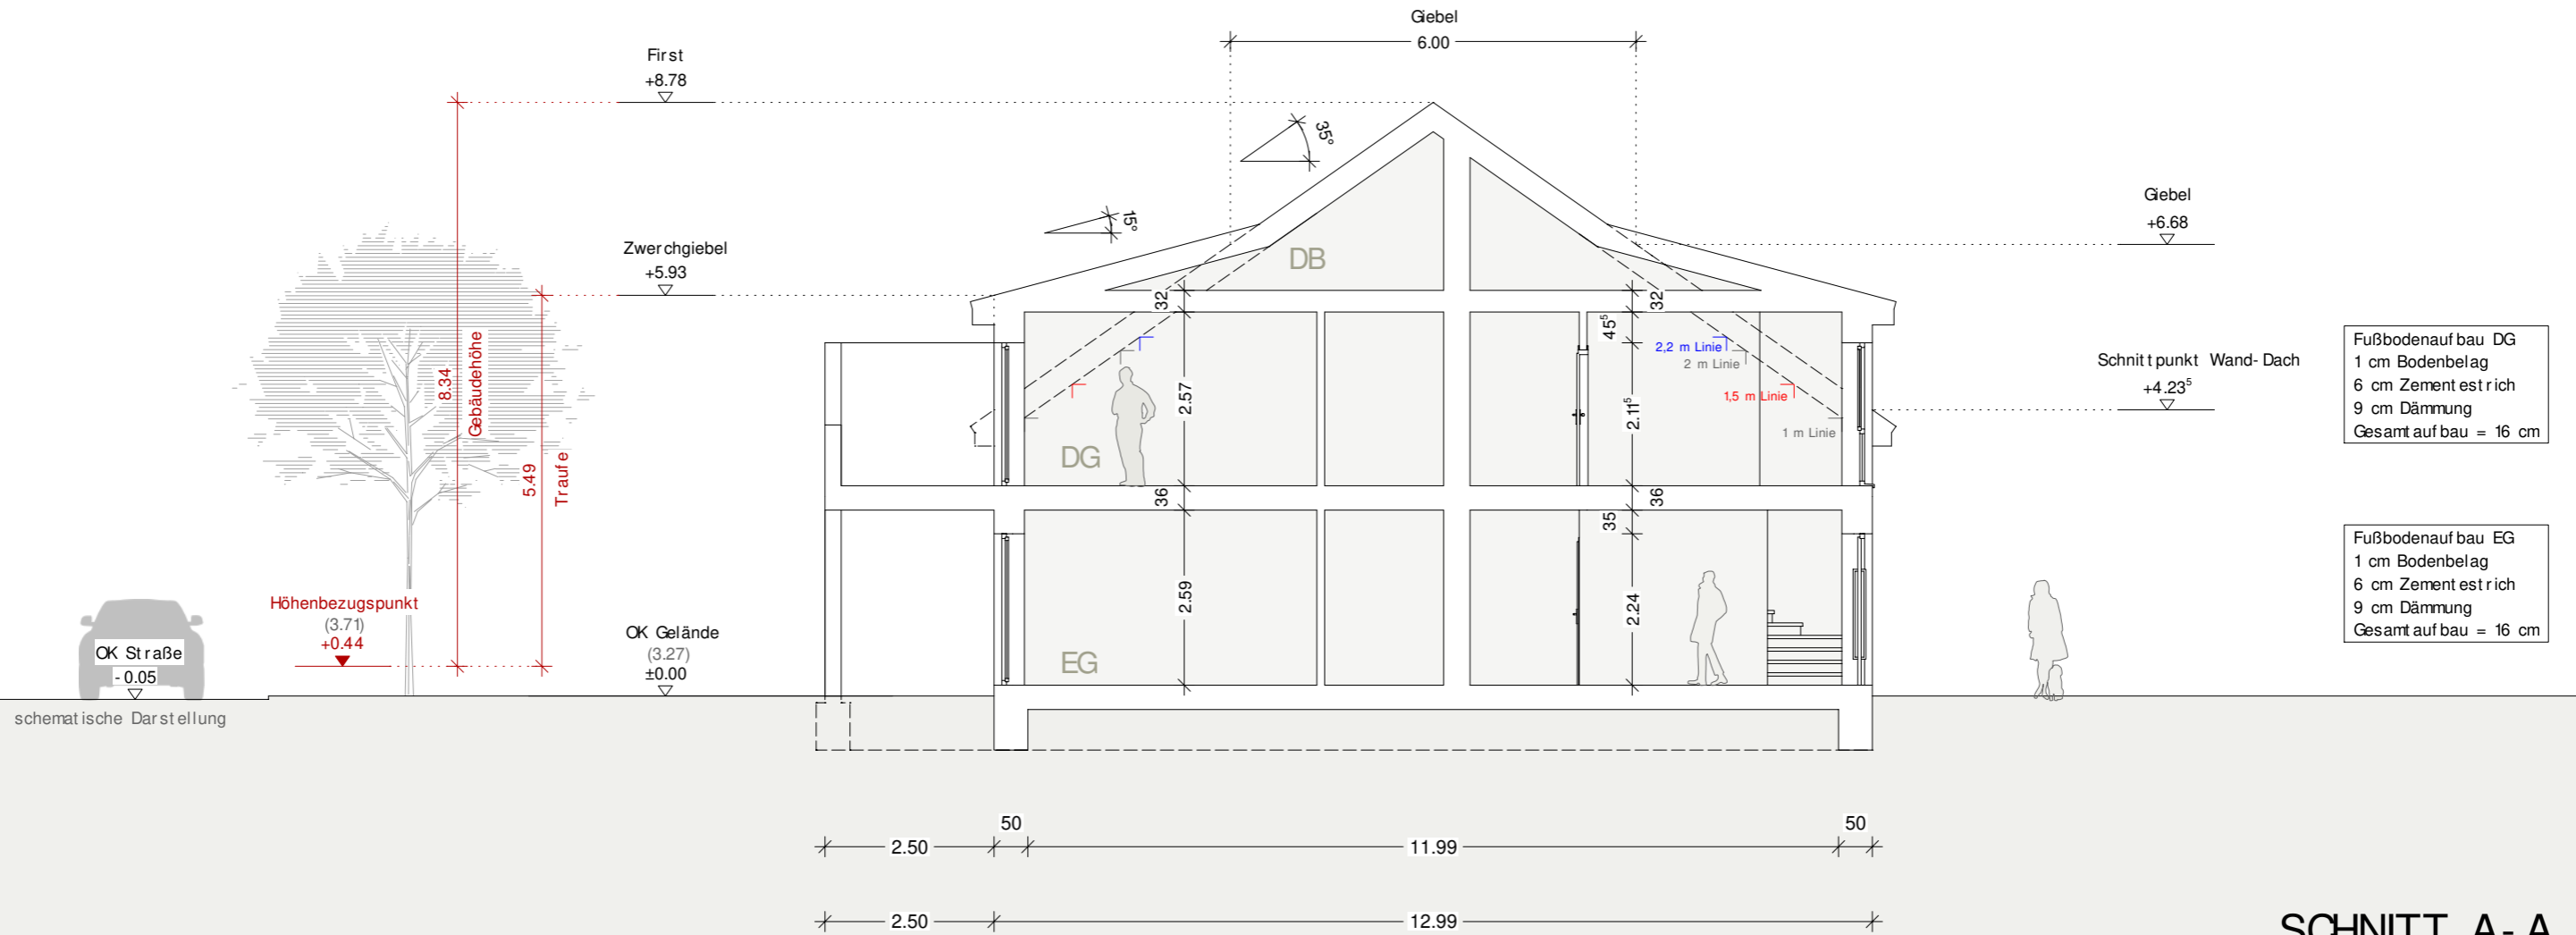 Giebel
6.00
First
+8.78
35°
15°
Giebel
+6.68
Zwerchgiebel
+5.93
DB
32
32
45⁵
Fußbodenaufbau DG
1 cm Bodenbelag
6 cm Zementestrich
9 cm Dämmung
Gesamtaufbau = 16 cm
2,2 m Linie
2 m Linie
1,5 m Linie
1 m Linie
Schnittpunkt Wand-Dach
+4.23⁵
8.34
Gebäudehöhe
2.57
2.11⁵
DG
5.49
Traufe
36
36
35
Fußbodenaufbau EG
1 cm Bodenbelag
6 cm Zementestrich
9 cm Dämmung
Gesamtaufbau = 16 cm
2.59
2.24
Höhenbezugspunkt
(3.71)
+0.44
OK Straße
-0.05
OK Gelände
(3.27)
±0.00
EG
schematische Darstellung
50
50
2.50
11.99
2.50
12.99
SCHNITT A-A